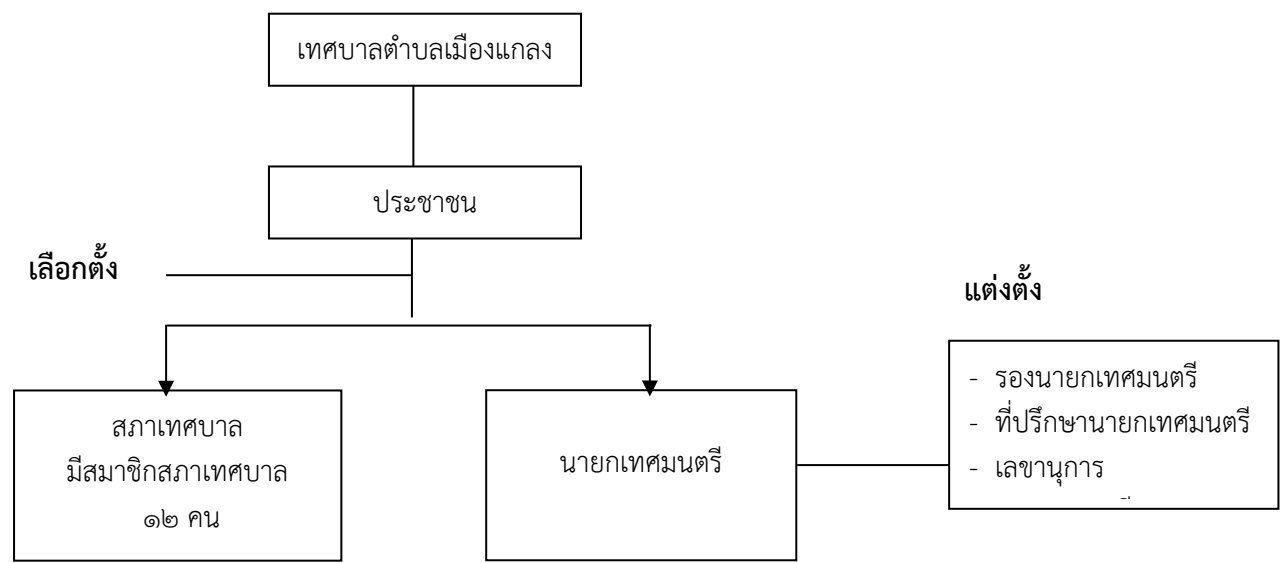 เทศบาลตำบลเมืองแกลง
ประชาชน
เลือกตั้ง
แต่งตั้ง
สภาเทศบาล
มีสมาชิกสภาเทศบาล
๑๒ คน
นายกเทศมนตรี
- รองนายกเทศมนตรี
- ที่ปรึกษานายกเทศมนตรี
- เลขานุการ